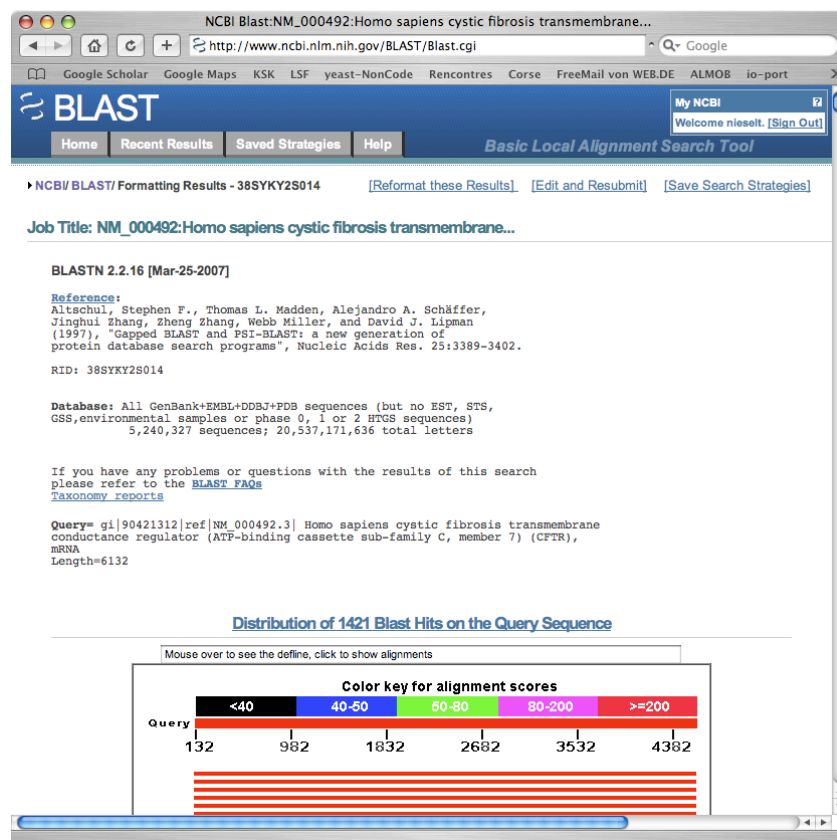 NCBI Blast:NM_000492:Homo sapiens cystic fibrosis transmembrane...
http://www.ncbi.nlm.nih.gov/BLAST/Blast.cgi
Google
Google Scholar Google Maps KSK LSF yeast-NonCode Rencontres Corse FreeMail von WEB.DE ALMOB io-port
BLAST
My NCBI ?
Welcome nieselt. [Sign Out]
Home Recent Results Saved Strategies Help Basic Local Alignment Search Tool
NCBI/ BLAST/ Formatting Results - 38SYKY2S014 [Reformat these Results] [Edit and Resubmit] [Save Search Strategies]
Job Title: NM_000492:Homo sapiens cystic fibrosis transmembrane...
BLASTN 2.2.16 [Mar-25-2007]
Reference:
Altschul, Stephen F., Thomas L. Madden, Alejandro A. Schäffer,
Jinghui Zhang, Zheng Zhang, Webb Miller, and David J. Lipman
(1997), "Gapped BLAST and PSI-BLAST: a new generation of
protein database search programs", Nucleic Acids Res. 25:3389-3402.
RID: 38SYKY2S014
Database: All GenBank+EMBL+DDBJ+PDB sequences (but no EST, STS,
GSS,environmental samples or phase 0, 1 or 2 HTGS sequences)
5,240,327 sequences; 20,537,171,636 total letters
If you have any problems or questions with the results of this search
please refer to the BLAST FAQs
Taxonomy reports
Query= gi|90421312|ref|NM_000492.3| Homo sapiens cystic fibrosis transmembrane
conductance regulator (ATP-binding cassette sub-family C, member 7) (CFTR),
mRNA
Length=6132
Distribution of 1421 Blast Hits on the Query Sequence
Mouse over to see the defline, click to show alignments
Color key for alignment scores
<40 40-50 50-80 80-200 >=200
Query
132 982 1832 2682 3532 4382